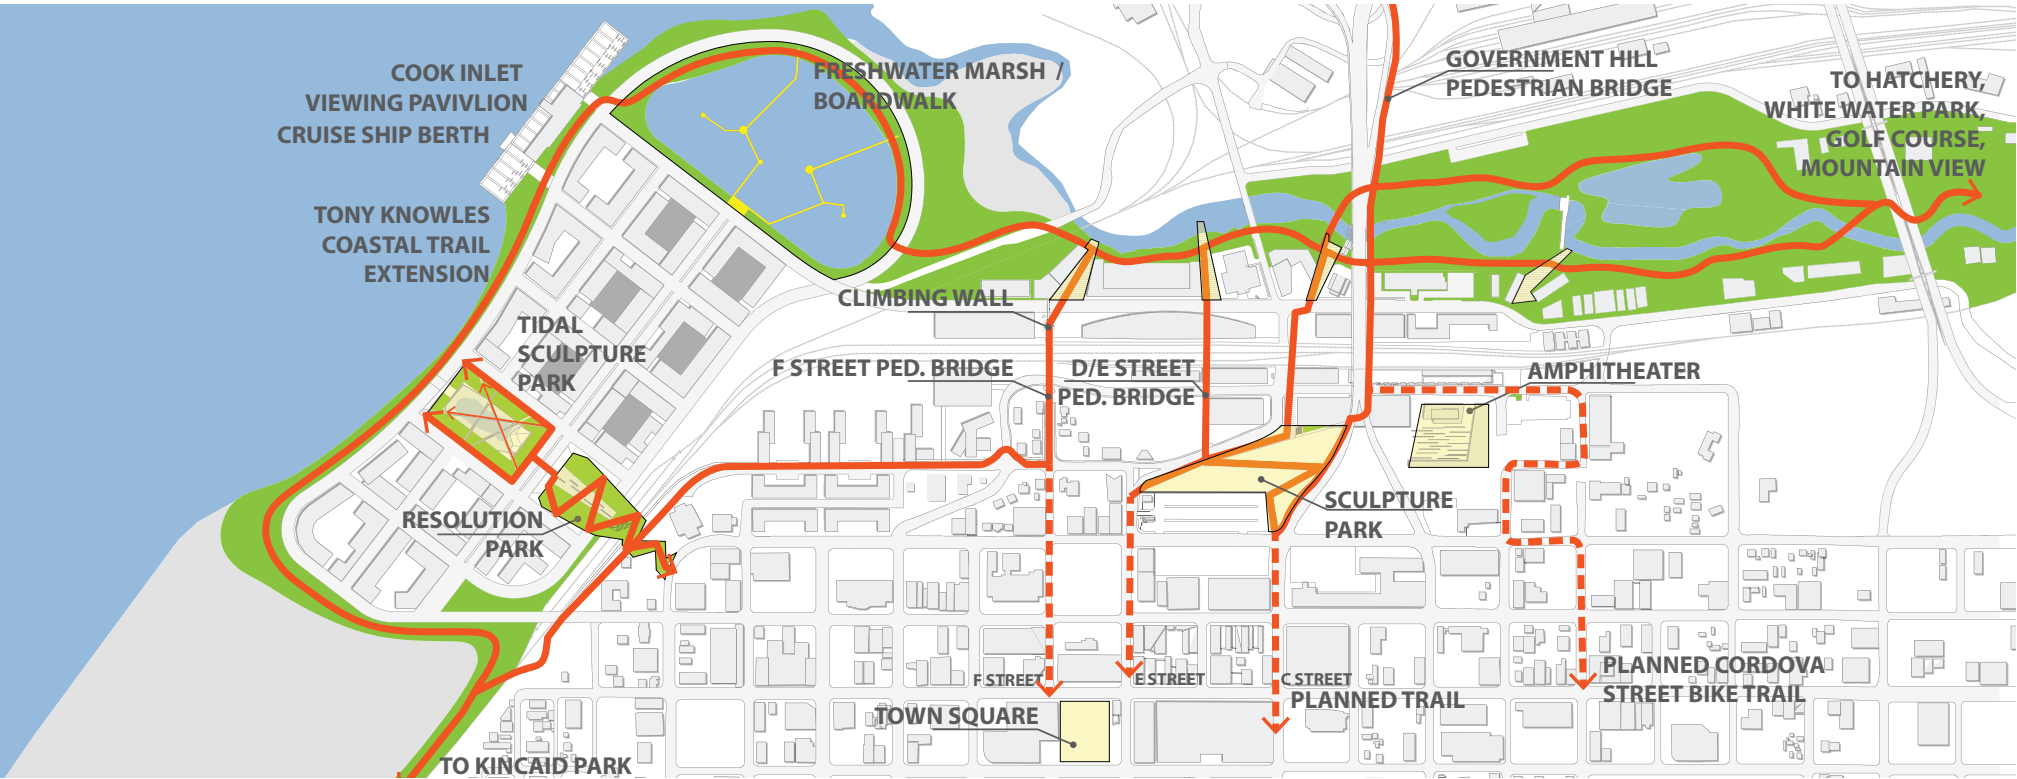 COOK INLET
VIEWING PAVIVLION
CRUISE SHIP BERTH
FRESHWATER MARSH /
BOARDWALK
GOVERNMENT HILL
PEDESTRIAN BRIDGE
TO HATCHERY,
WHITE WATER PARK,
GOLF COURSE,
MOUNTAIN VIEW
TONY KNOWLES
COASTAL TRAIL
EXTENSION
CLIMBING WALL
TIDAL
SCULPTURE
PARK
F STREET PED. BRIDGE
D/E STREET
PED. BRIDGE
AMPHITHEATER
RESOLUTION
PARK
SCULPTURE
PARK
F STREET
E STREET
C STREET
PLANNED TRAIL
PLANNED CORDOVA
STREET BIKE TRAIL
TOWN SQUARE
TO KINCAID PARK